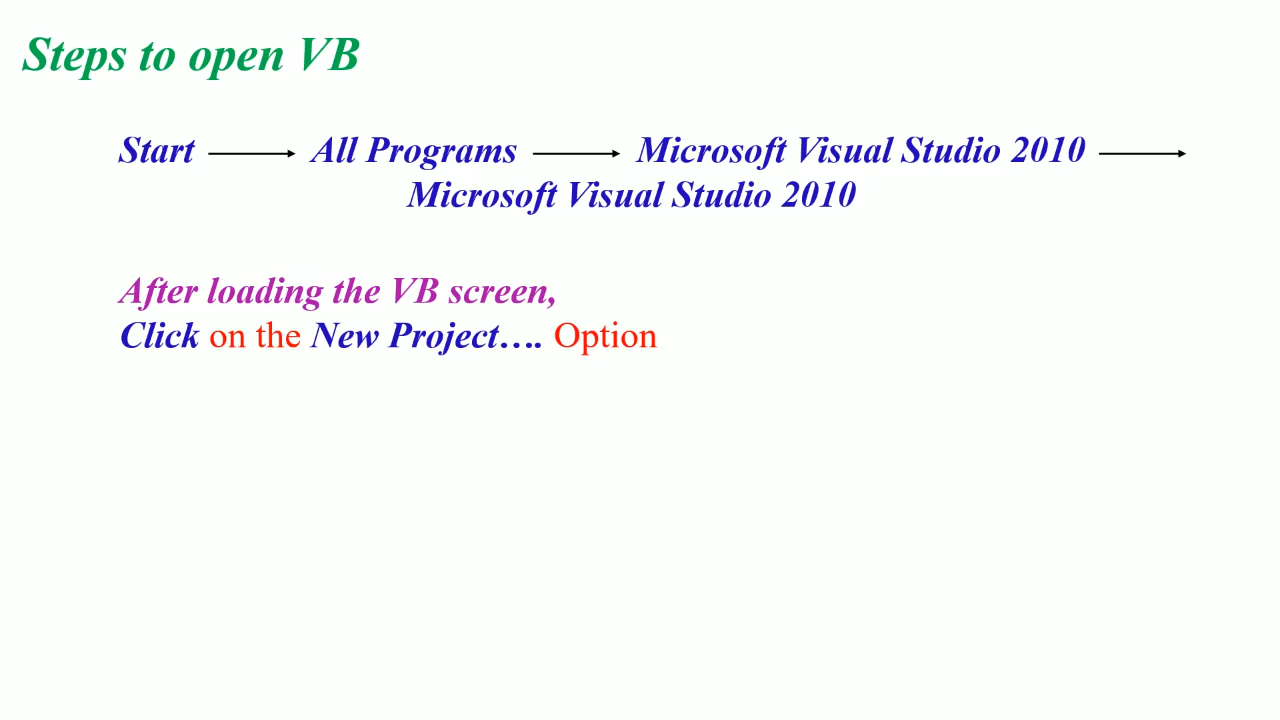 Steps to open VB
Start All Programs Microsoft Visual Studio 2010
Microsoft Visual Studio 2010
After loading the VB screen,
Click on the New Project…. Option